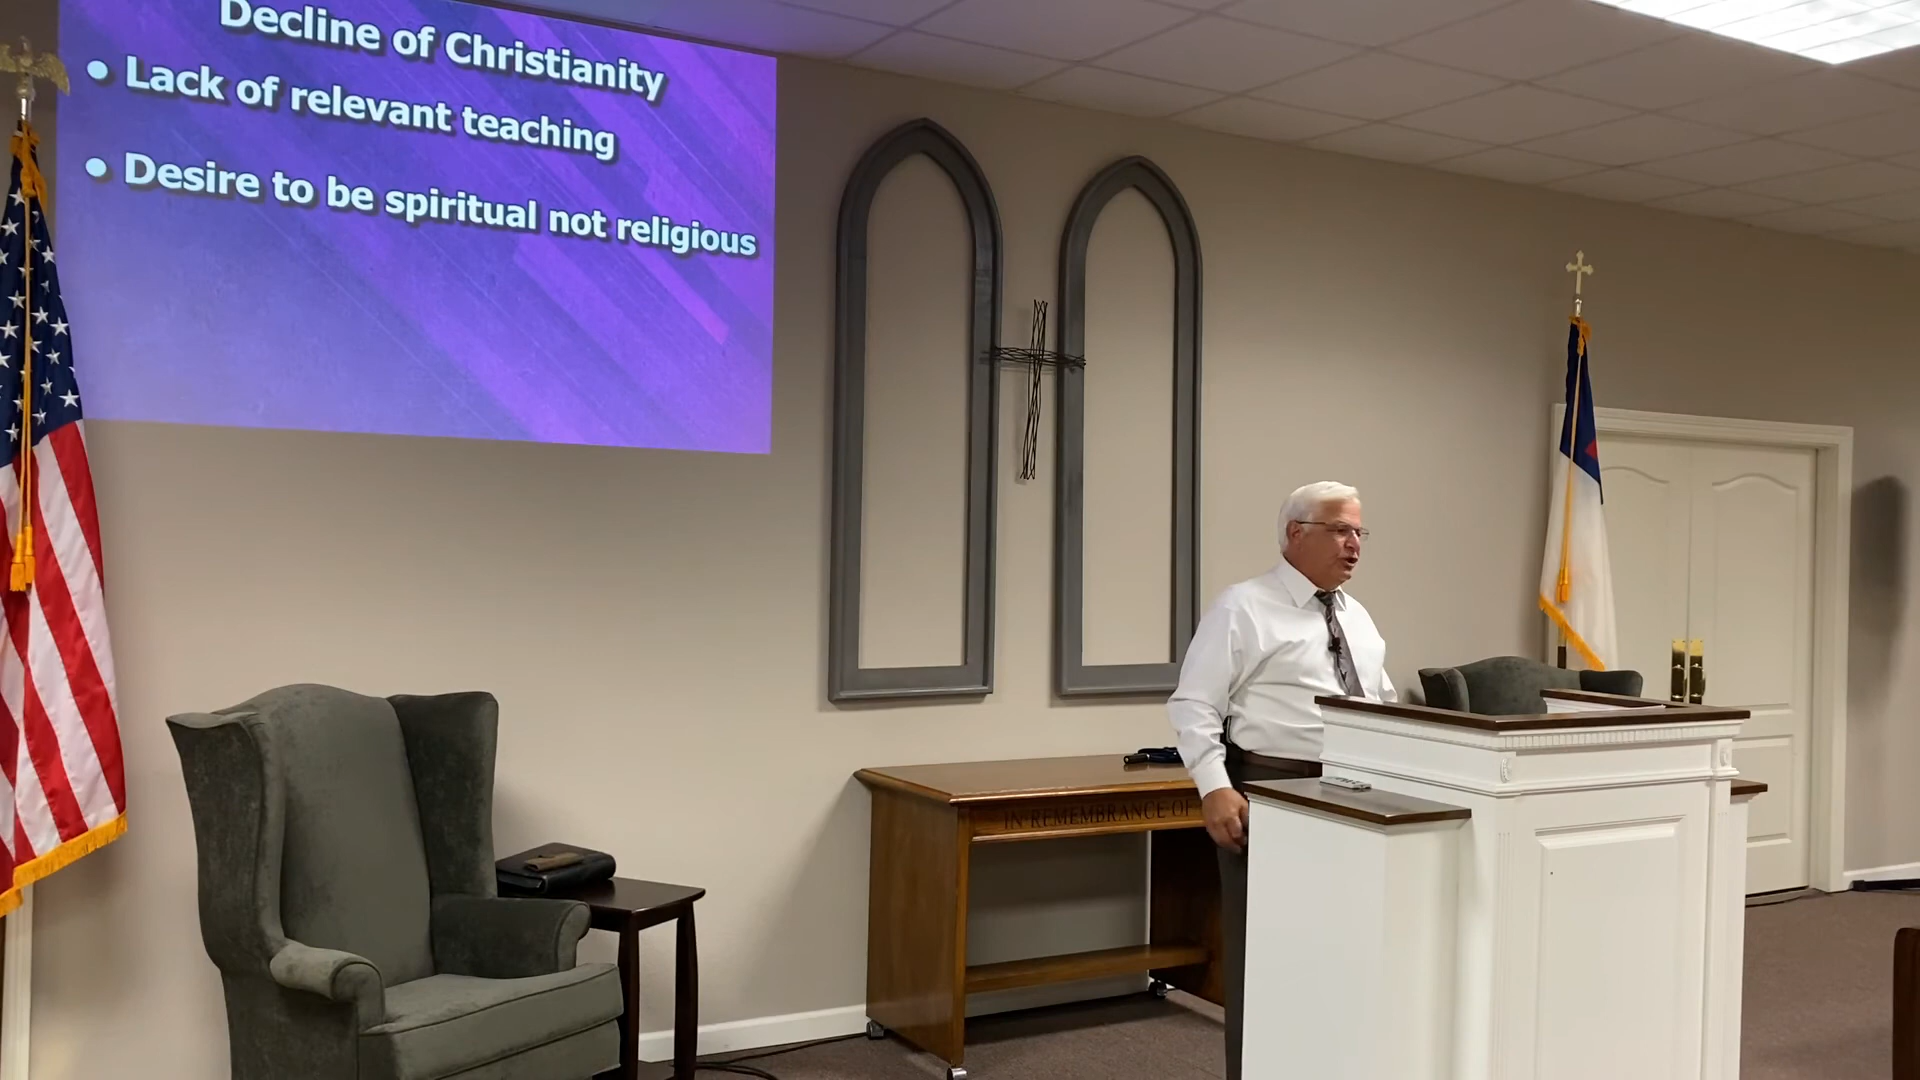 Decline of Christianity
• Lack of relevant teaching
• Desire to be spiritual not religious
IN REMEMBRANCE OF